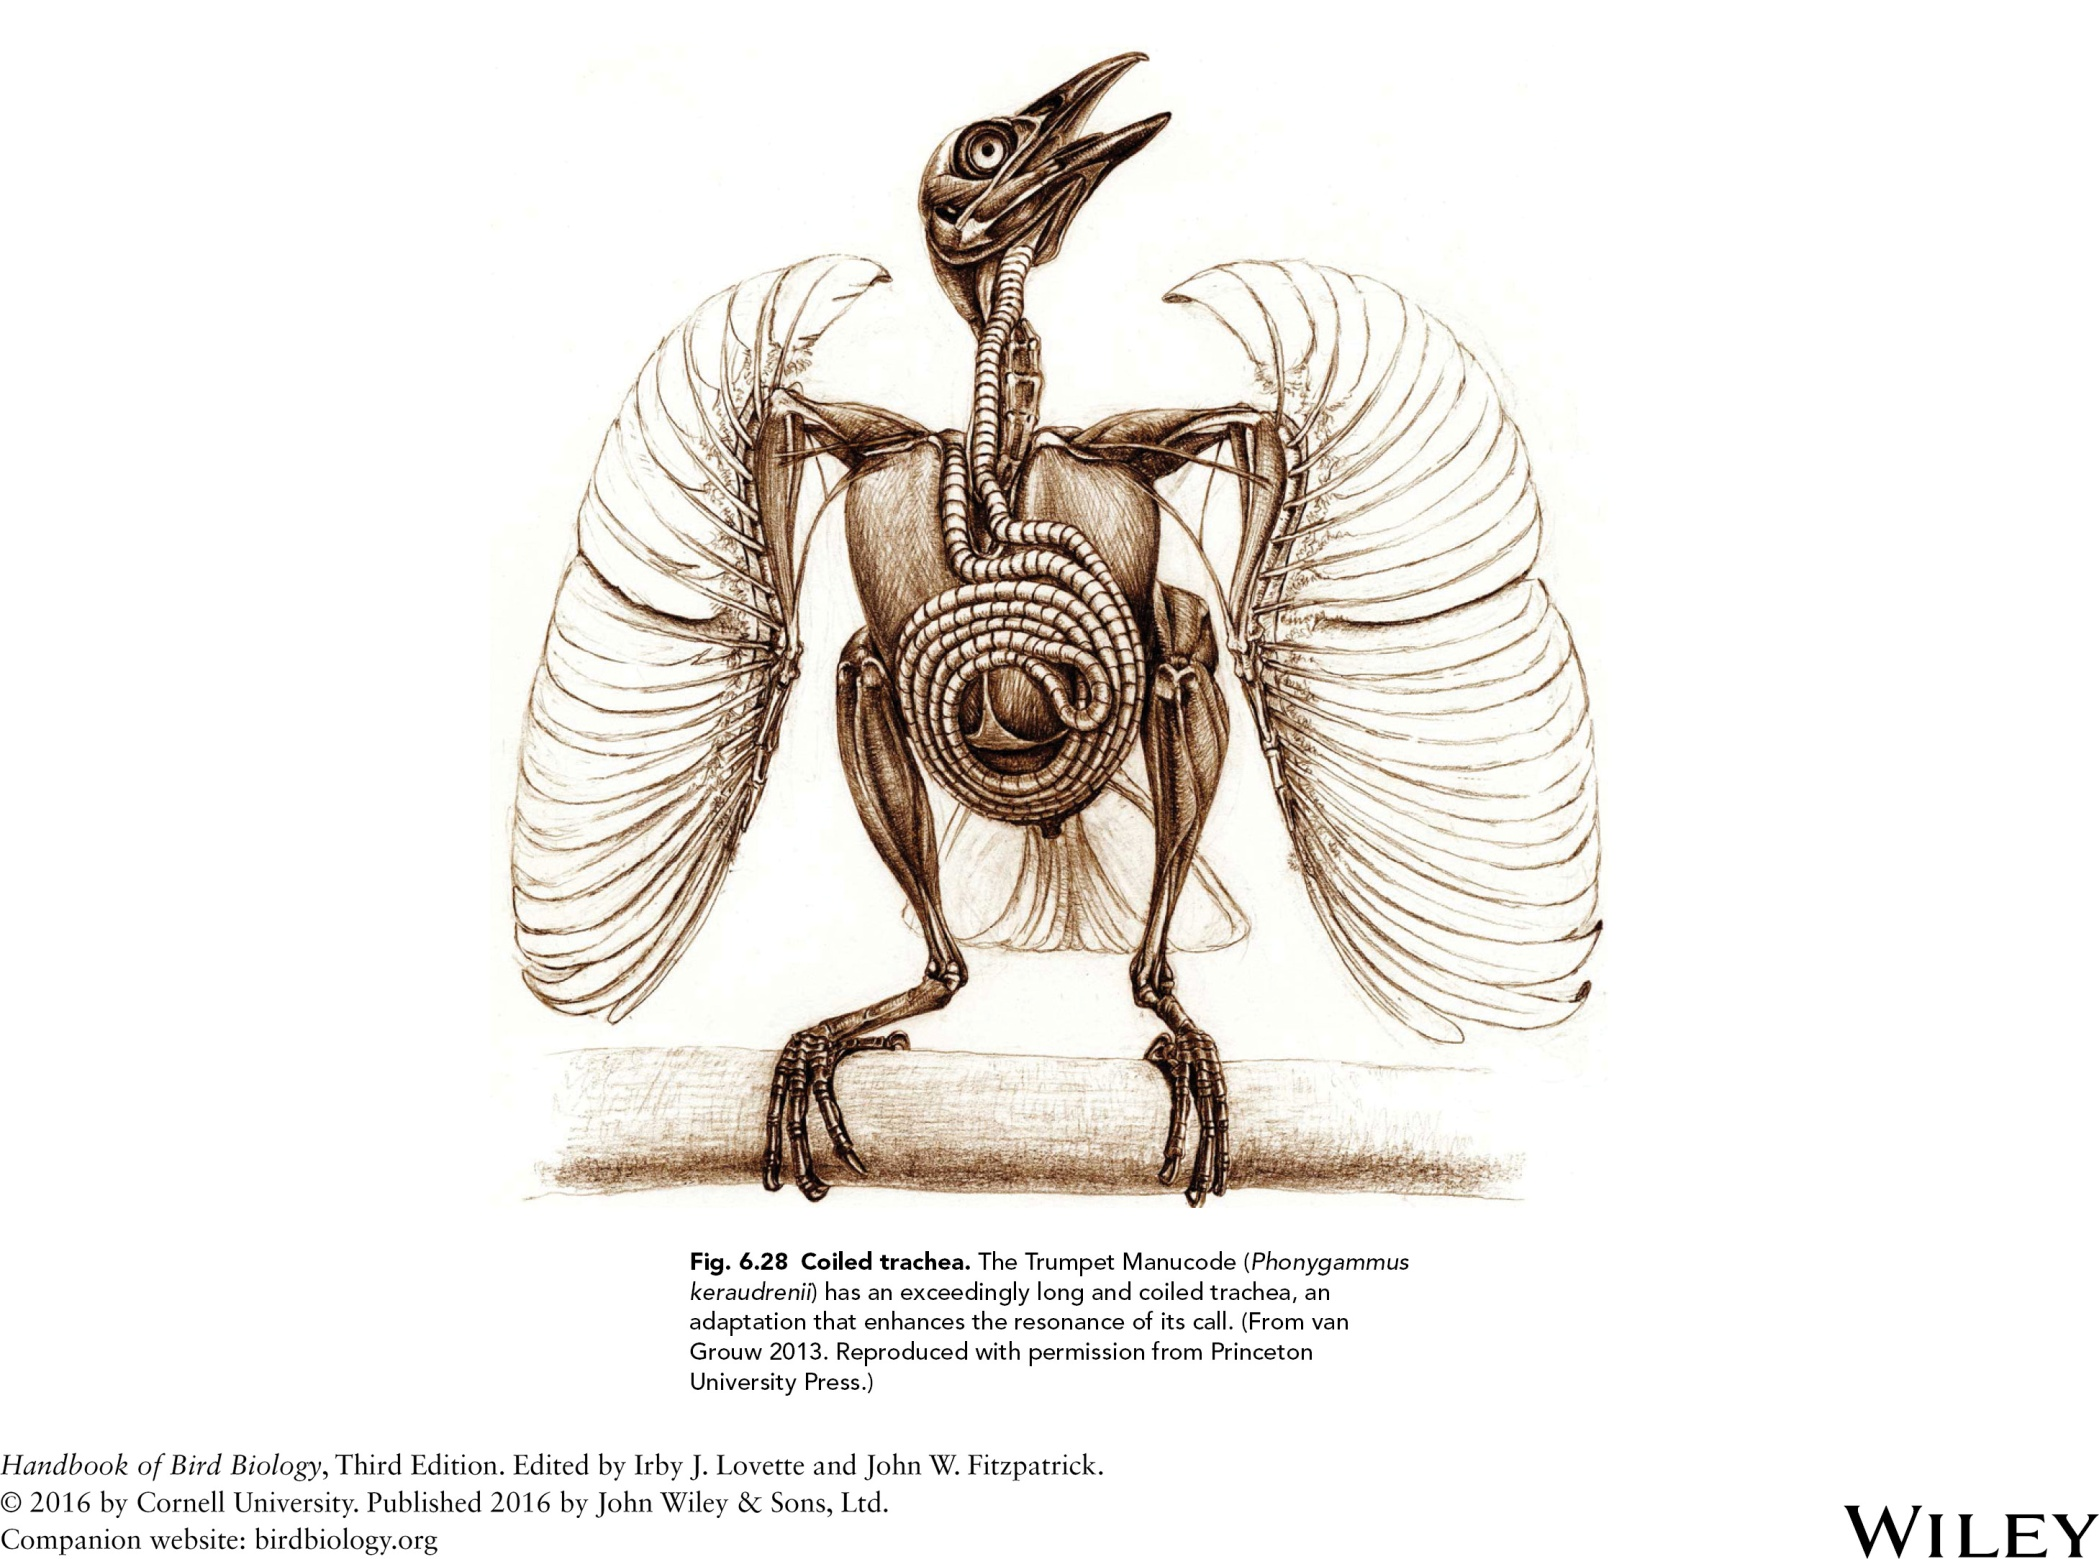 Fig. 6.28 Coiled trachea. The Trumpet Manucode (Phonygammus
keraudrenii) has an exceedingly long and coiled trachea, an
adaptation that enhances the resonance of its call. (From van
Grouw 2013. Reproduced with permission from Princeton
University Press.)
Handbook of Bird Biology, Third Edition. Edited by Irby J. Lovette and John W. Fitzpatrick.
© 2016 by Cornell University. Published 2016 by John Wiley & Sons, Ltd.
Companion website: birdbiology.org
WILEY